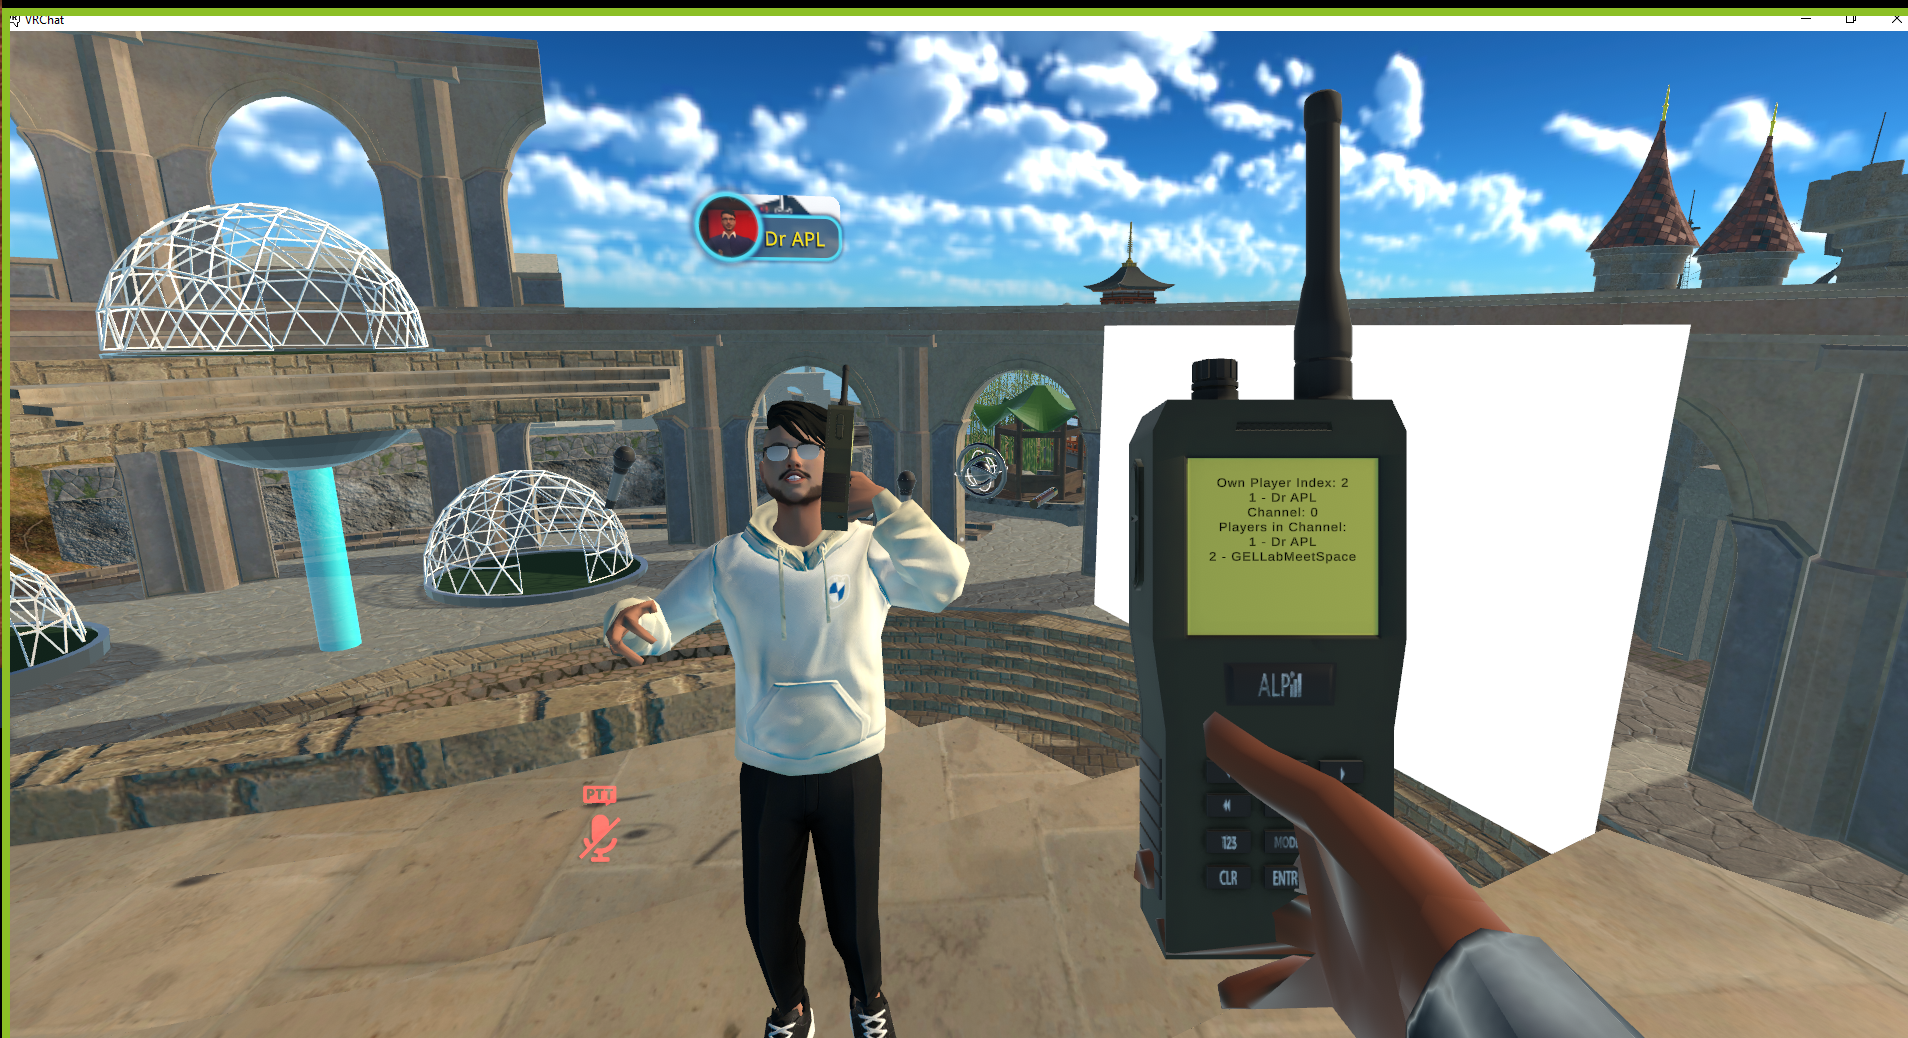 VRChat
Dr APL
Own Player Index: 2
1 - Dr APL
Channel: 0
Players in Channel:
1 - Dr APL
2 - GELLabMeetSpace
ALP
PTT
123
CLR
ENTR